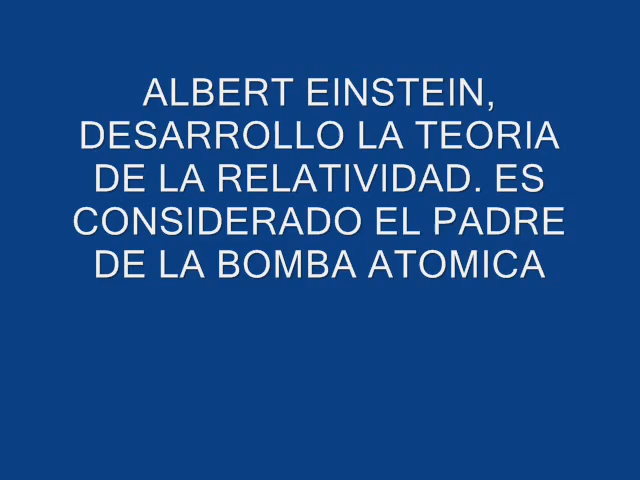 ALBERT EINSTEIN,
DESARROLLO LA TEORIA
DE LA RELATIVIDAD. ES
CONSIDERADO EL PADRE
DE LA BOMBA ATOMICA